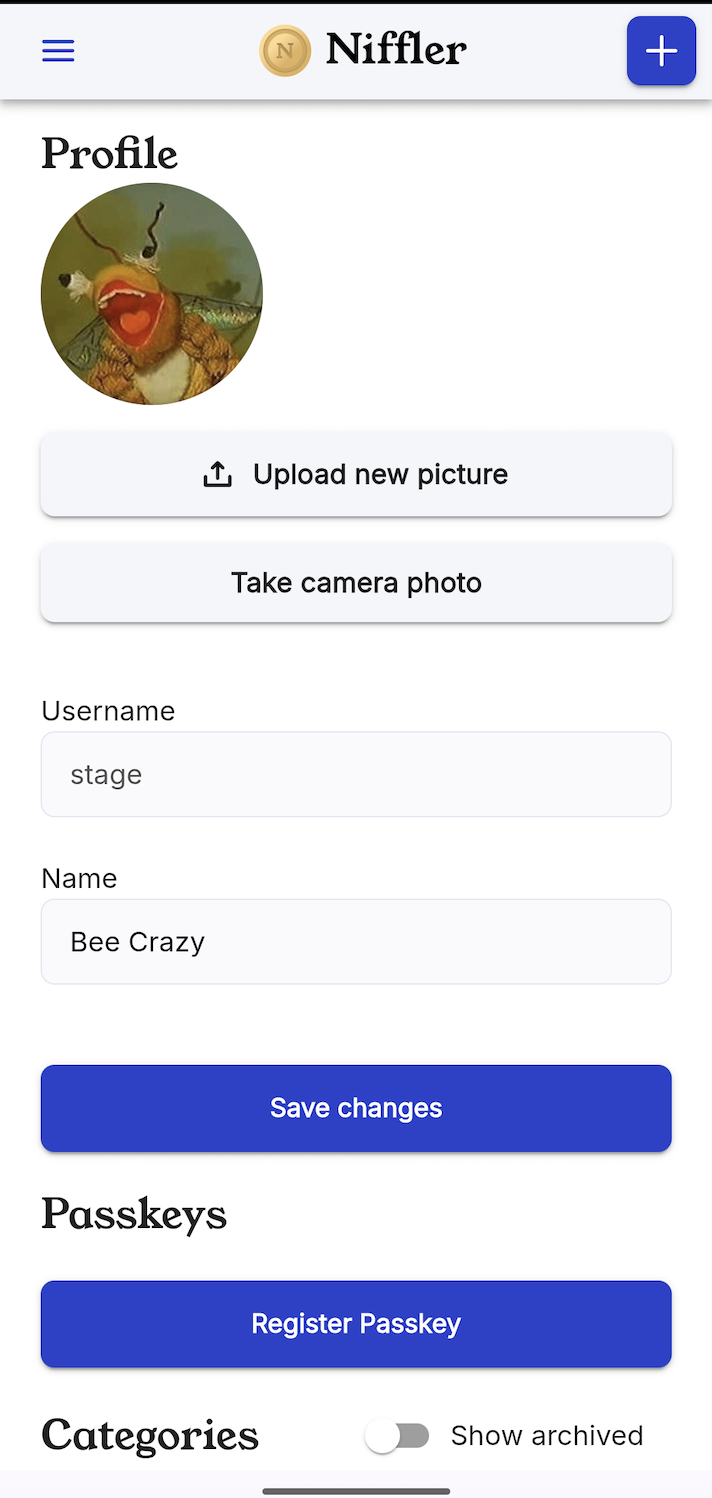 N Niffler
Profile
Upload new picture
Take camera photo
Username
stage
Name
Bee Crazy
Save changes
Passkeys
Register Passkey
Categories Show archived